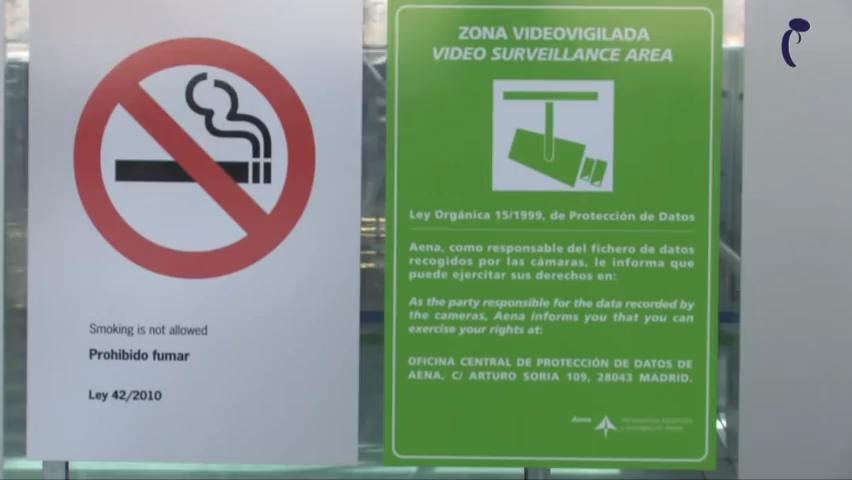 Smoking is not allowed
Prohibido fumar
Ley 42/2010
ZONA VIDEOVIGILADA
VIDEO SURVEILLANCE AREA
Ley Orgánica 15/1999, de Protección de Datos
Aena, como responsable del fichero de datos
recogidos por las cámaras, le informa que
puede ejercitar sus derechos en:
As the party responsible for the data recorded by
the cameras, Aena informs you that you can
exercise your rights at:
OFICINA CENTRAL DE PROTECCIÓN DE DATOS DE
AENA, C/ ARTURO SORIA 109, 28043 MADRID.
Aena